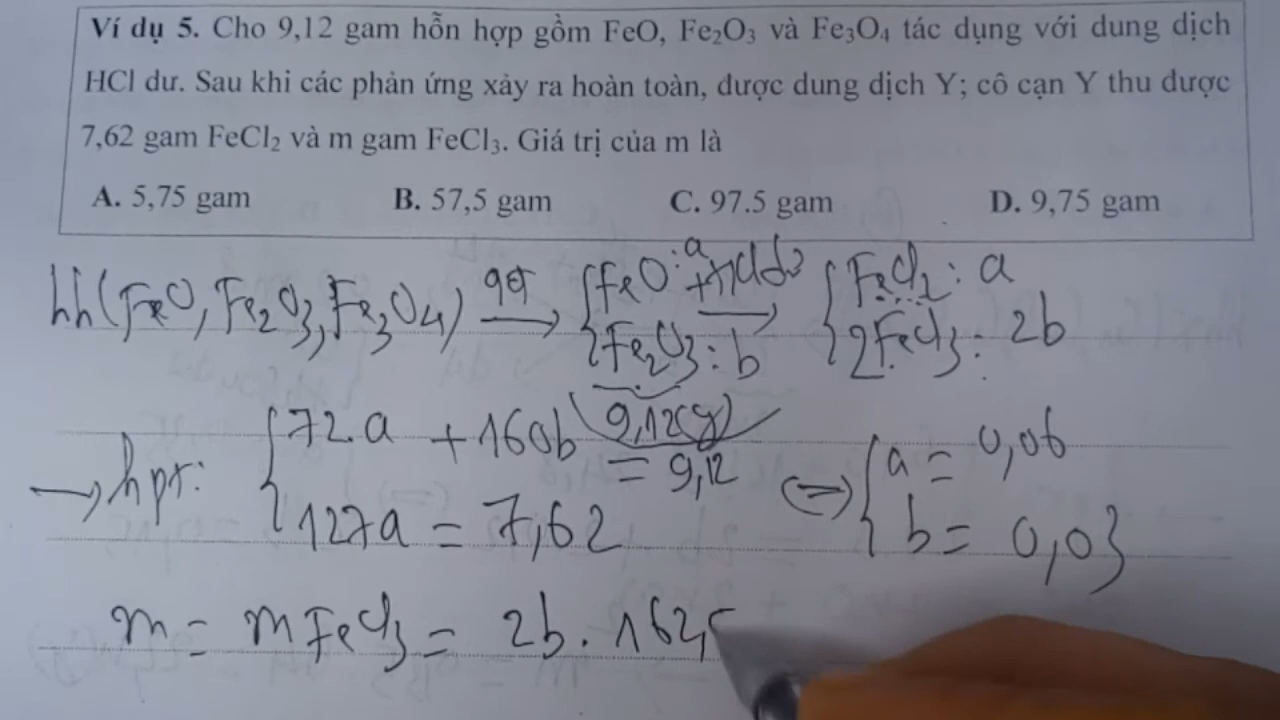 Ví dụ 5. Cho 9,12 gam hỗn hợp gồm FeO, Fe₂O₃ và Fe₃O₄ tác dụng với dung dịch
HCl dư. Sau khi các phản ứng xảy ra hoàn toàn, được dung dịch Y; cô cạn Y thu được
7,62 gam FeCl₂ và m gam FeCl₃. Giá trị của m là
A. 5,75 gam B. 57,5 gam C. 97.5 gam D. 9,75 gam
hh(FeO, Fe₂O₃, Fe₃O₄) qđ → { FeO : a +HCl dư → { FeCl₂ : a
Fe₂O₃ : b 2FeCl₃ : 2b
9,12(g)
→ hpt: { 72.a + 160b = 9,12 (=) { a = 0,06
127a = 7,62 b = 0,03
m = mFeCl₃ = 2b . 162,5